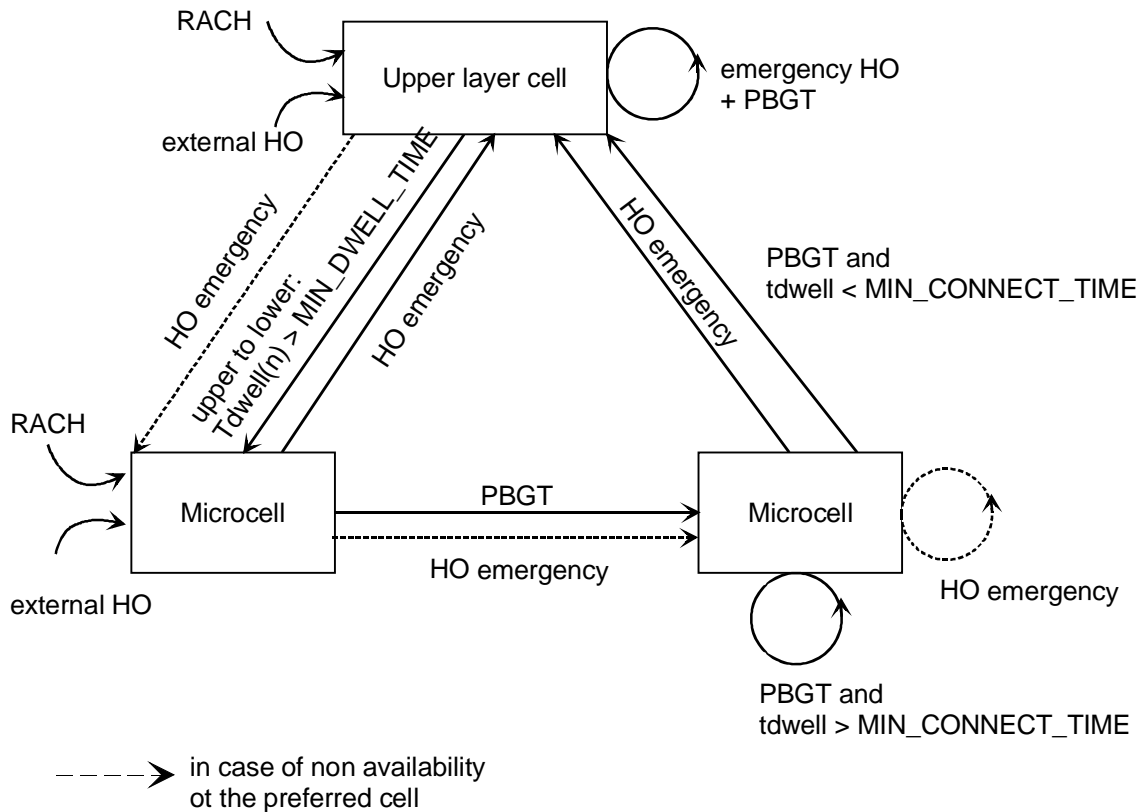 RACH
Upper layer cell
emergency HO
+ PBGT
external HO
HO emergency
upper to lower:
Tdwell(n) > MIN_DWELL_TIME
HO emergency
HO emergency
PBGT and
tdwell < MIN_CONNECT_TIME
RACH
Microcell
PBGT
Microcell
HO emergency
external HO
HO emergency
PBGT and
tdwell > MIN_CONNECT_TIME
in case of non availability
ot the preferred cell